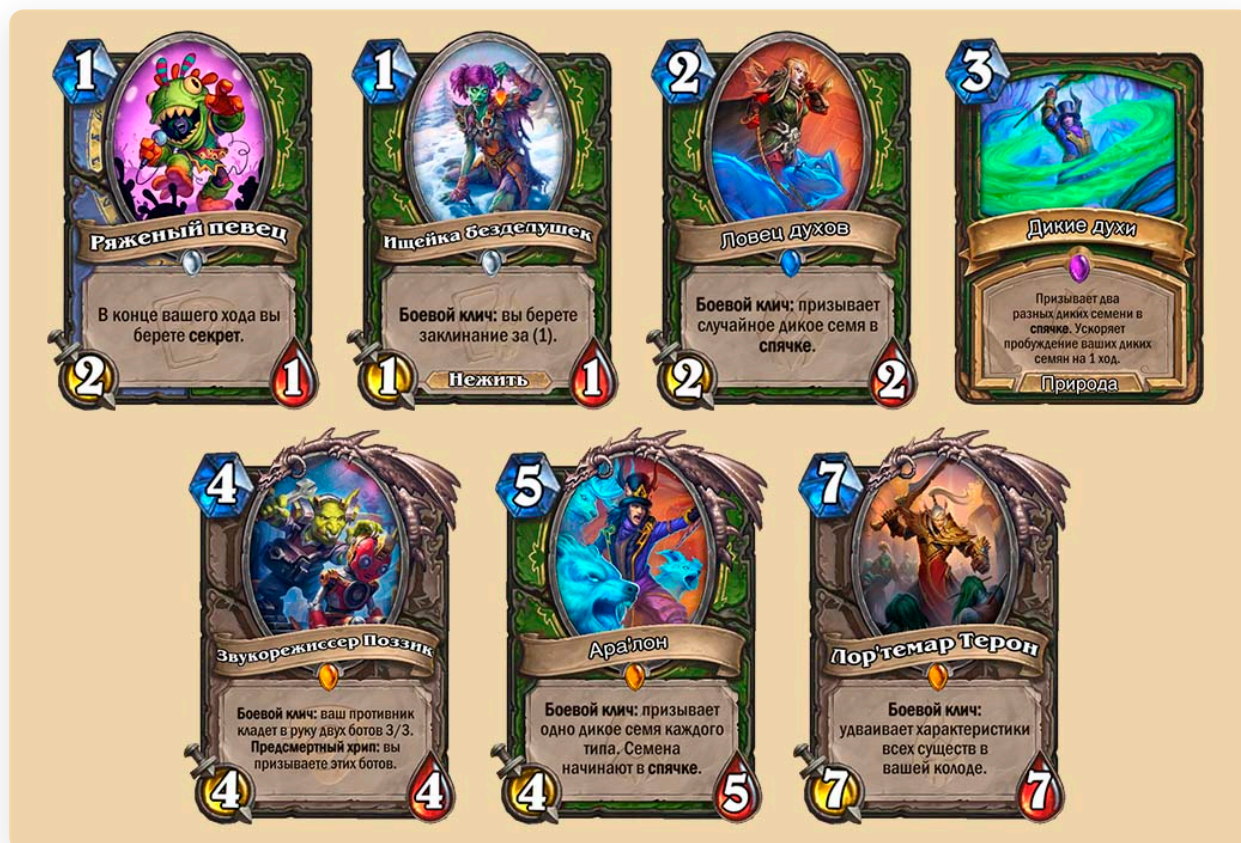 1
Ряженый певец
В конце вашего хода вы
берете секрет.
2
1
1
Ищейка безделушек
Боевой клич: вы берете
заклинание за (1).
1
Нежить
1
2
Ловец духов
Боевой клич: призывает
случайное дикое семя в
спячке.
2
2
3
Дикие духи
Призывает два
разных диких семени в
спячке. Ускоряет
пробуждение ваших диких
семян на 1 ход.
Природа
4
Звукорежиссер Поззик
Боевой клич: ваш противник
кладет в руку двух ботов 3/3.
Предсмертный хрип: вы
призываете этих ботов.
4
4
5
Ара'лон
Боевой клич: призывает
одно дикое семя каждого
типа. Семена
начинают в спячке.
4
5
7
Лор'темар Терон
Боевой клич:
удваивает характеристики
всех существ в
вашей колоде.
7
7